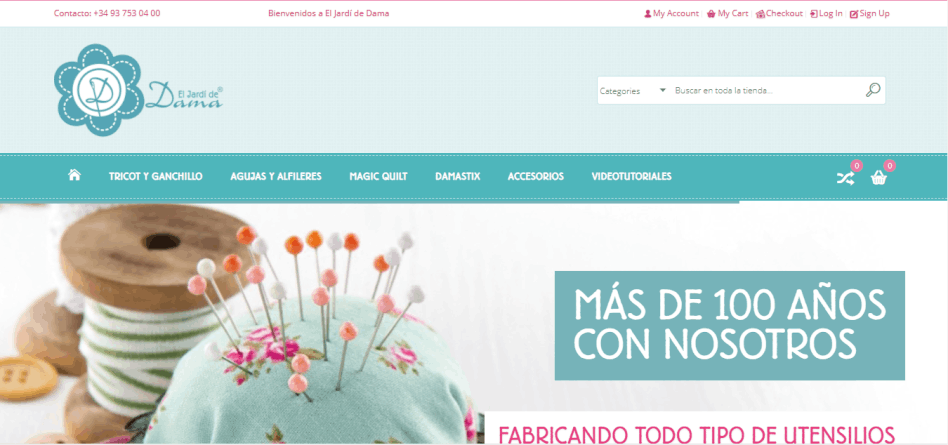 Contacto: +34 93 753 04 00
Bienvenidos a El Jardí de Dama
My Account My Cart Checkout Log In Sign Up
D
El Jardí de®
Dama
Categories
Buscar en toda la tienda...
TRICOT Y GANCHILLO AGUJAS Y ALFILERES MAGIC QUILT DAMASTIX ACCESORIOS VIDEOTUTORIALES
0 0
MÁS DE 100 AÑOS
CON NOSOTROS
FABRICANDO TODO TIPO DE UTENSILIOS